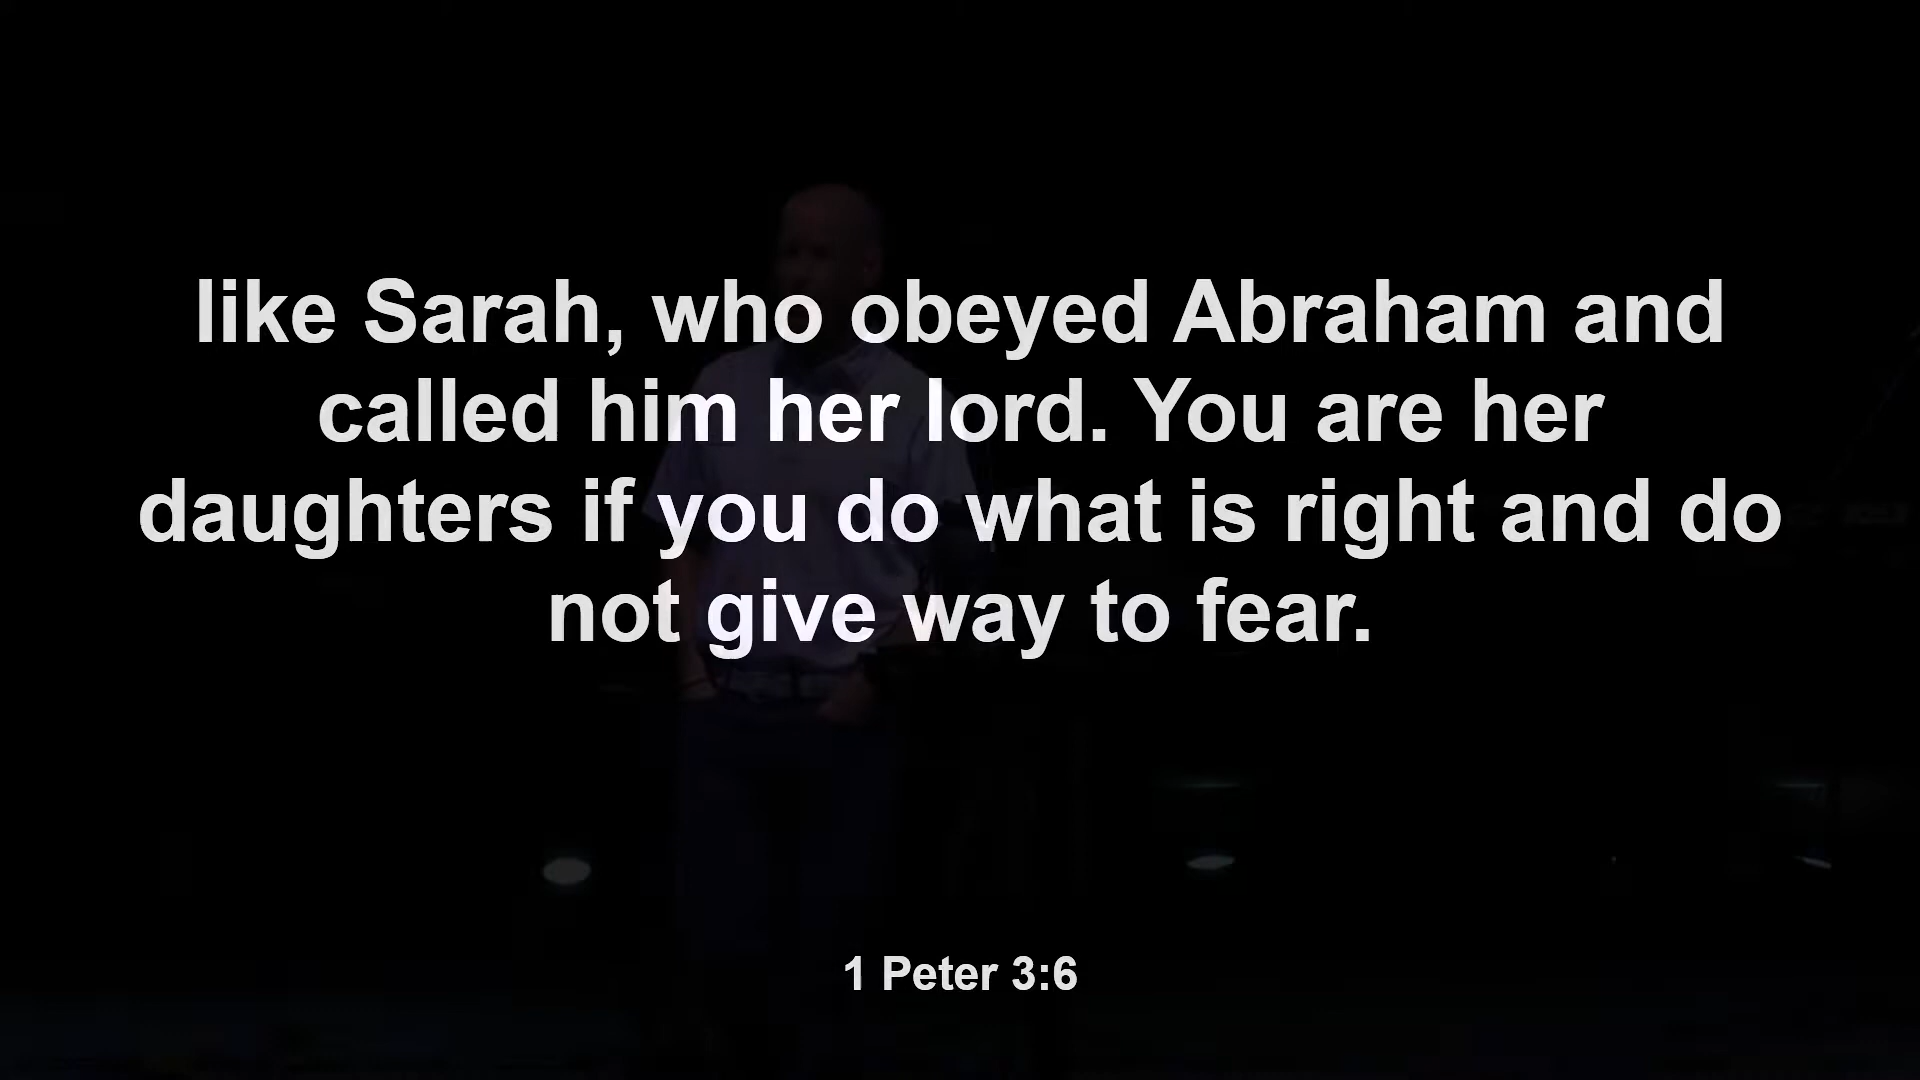 like Sarah, who obeyed Abraham and
called him her lord. You are her
daughters if you do what is right and do
not give way to fear.
1 Peter 3:6